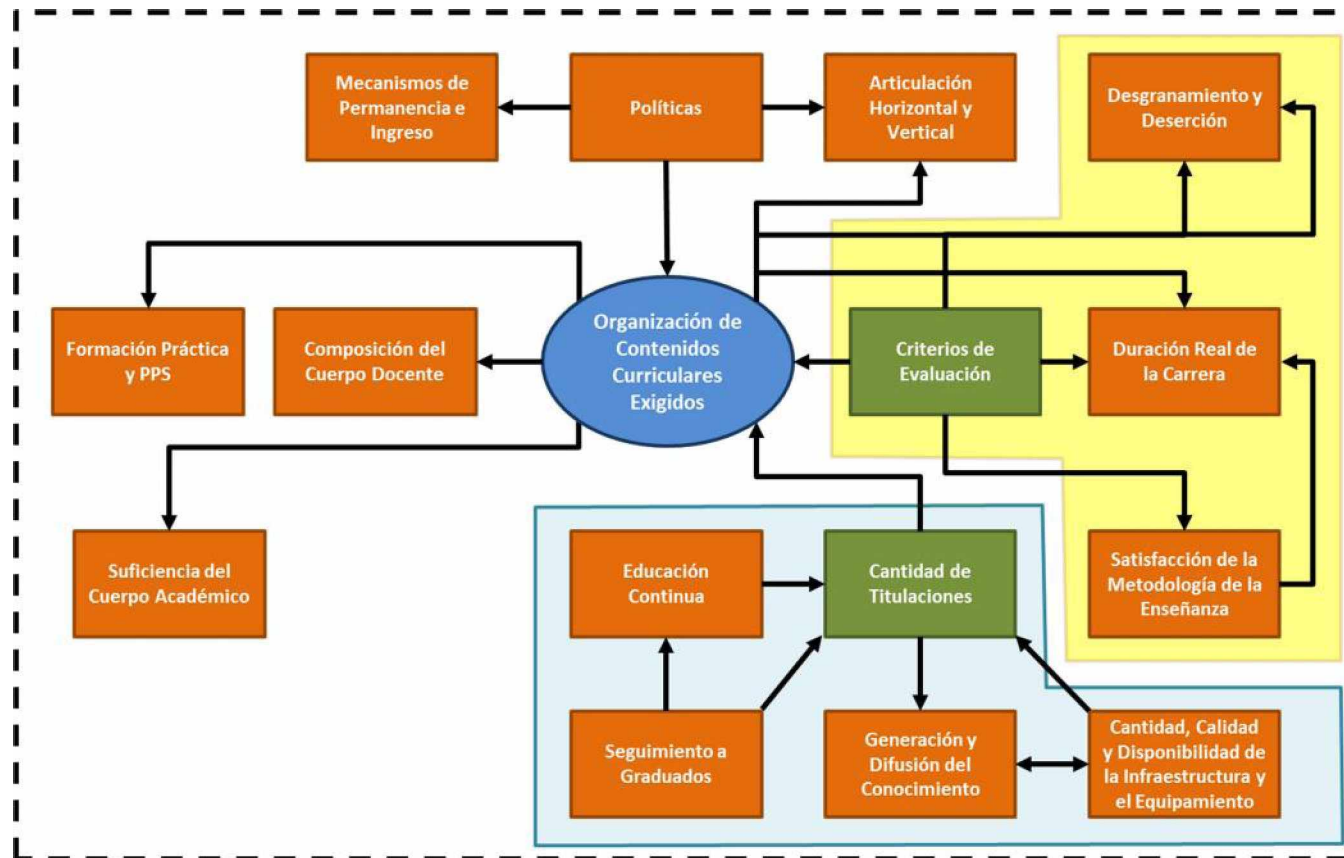 Mecanismos de
Permanencia e
Ingreso
Políticas
Articulación
Horizontal y
Vertical
Desgranamiento y
Deserción
Formación Práctica
y PPS
Composición del
Cuerpo Docente
Organización de
Contenidos
Curriculares
Exigidos
Criterios de
Evaluación
Duración Real de
la Carrera
Suficiencia del
Cuerpo Académico
Educación
Continua
Cantidad de
Titulaciones
Satisfacción de la
Metodología de la
Enseñanza
Seguimiento a
Graduados
Generación y
Difusión del
Conocimiento
Cantidad, Calidad
y Disponibilidad de
la Infraestructura y
el Equipamiento